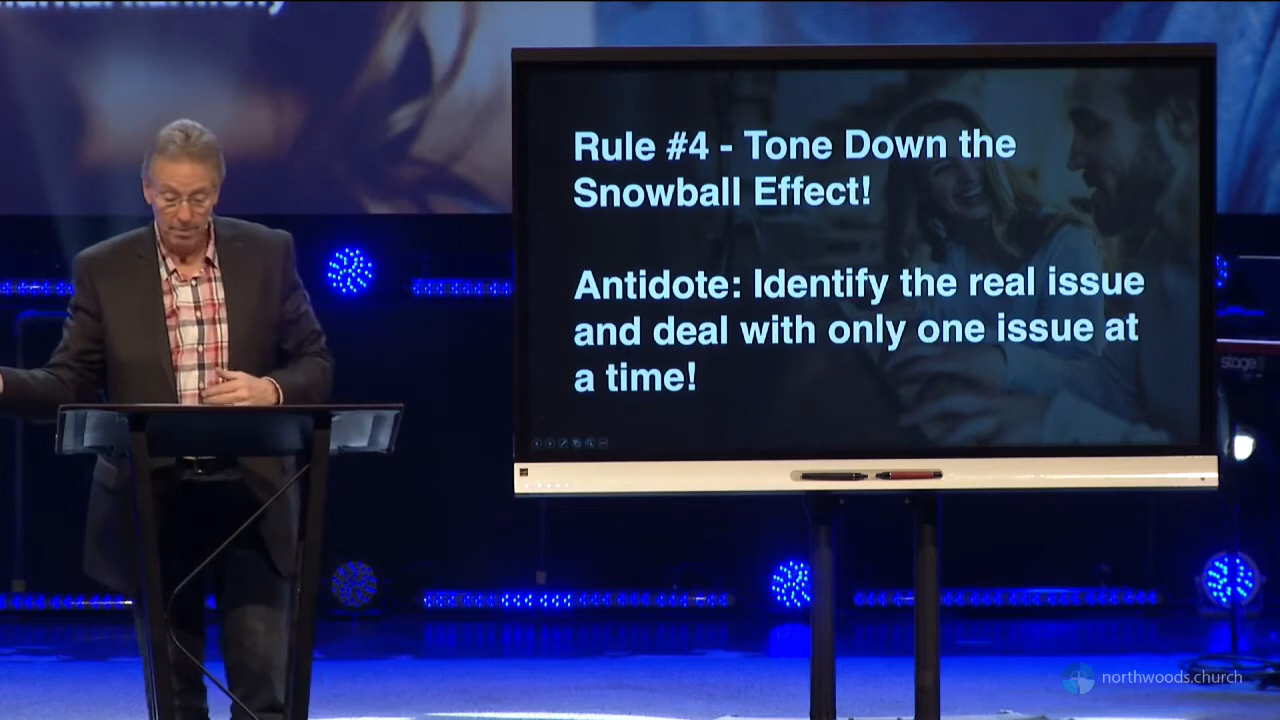 Rule #4 - Tone Down the
Snowball Effect!
Antidote: Identify the real issue
and deal with only one issue at
a time!
stage
northwoods.church